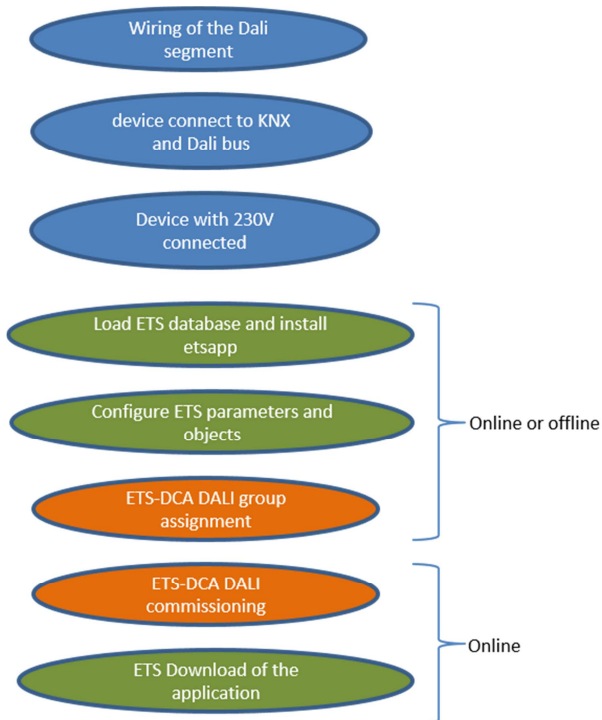 Wiring of the Dali
segment
device connect to KNX
and Dali bus
Device with 230V
connected
Load ETS database and install
etsapp
Configure ETS parameters and
objects
Online or offline
ETS-DCA DALI group
assignment
ETS-DCA DALI
commissioning
Online
ETS Download of the
application